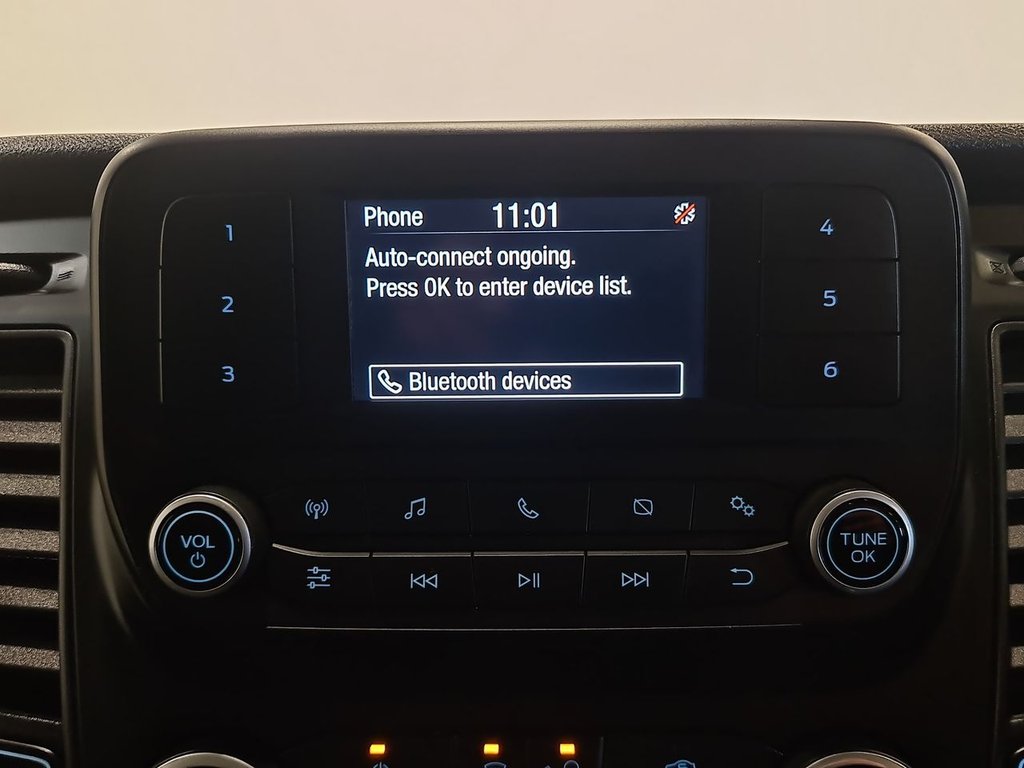 Phone 11:01
Auto-connect ongoing.
Press OK to enter device list.
Bluetooth devices
1
2
3
4
5
6
VOL
TUNE
OK